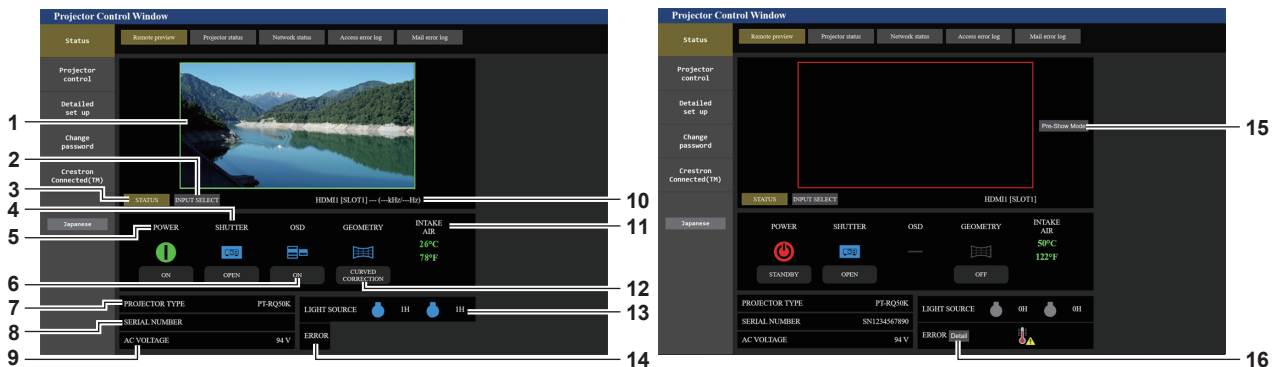 Projector Control Window
Status
Remote preview
Projector status
Network status
Access error log
Mail error log
Projector
control
Detailed
set up
Change
password
Crestron
Connected(TM)
Japanese
STATUS
INPUT SELECT
HDMI1 [SLOT1] --- (---kHz/---Hz)
POWER
SHUTTER
OSD
GEOMETRY
INTAKE
AIR
26°C
78°F
ON
OPEN
ON
CURVED
CORRECTION
PROJECTOR TYPE PT-RQ50K
SERIAL NUMBER
AC VOLTAGE 94 V
LIGHT SOURCE 1H 1H
ERROR
1
2
3
4
5
6
7
8
9
10
11
12
13
14
Projector Control Window
Status
Remote preview
Projector status
Network status
Access error log
Mail error log
Projector
control
Detailed
set up
Change
password
Crestron
Connected(TM)
Japanese
Pre-Show Mode
STATUS
INPUT SELECT
HDMI1 [SLOT1]
POWER
SHUTTER
OSD
GEOMETRY
INTAKE
AIR
50°C
122°F
STANDBY
OPEN
OFF
PROJECTOR TYPE PT-RQ50K
SERIAL NUMBER SN1234567890
AC VOLTAGE 94 V
LIGHT SOURCE 0H 0H
ERROR Detail
15
16